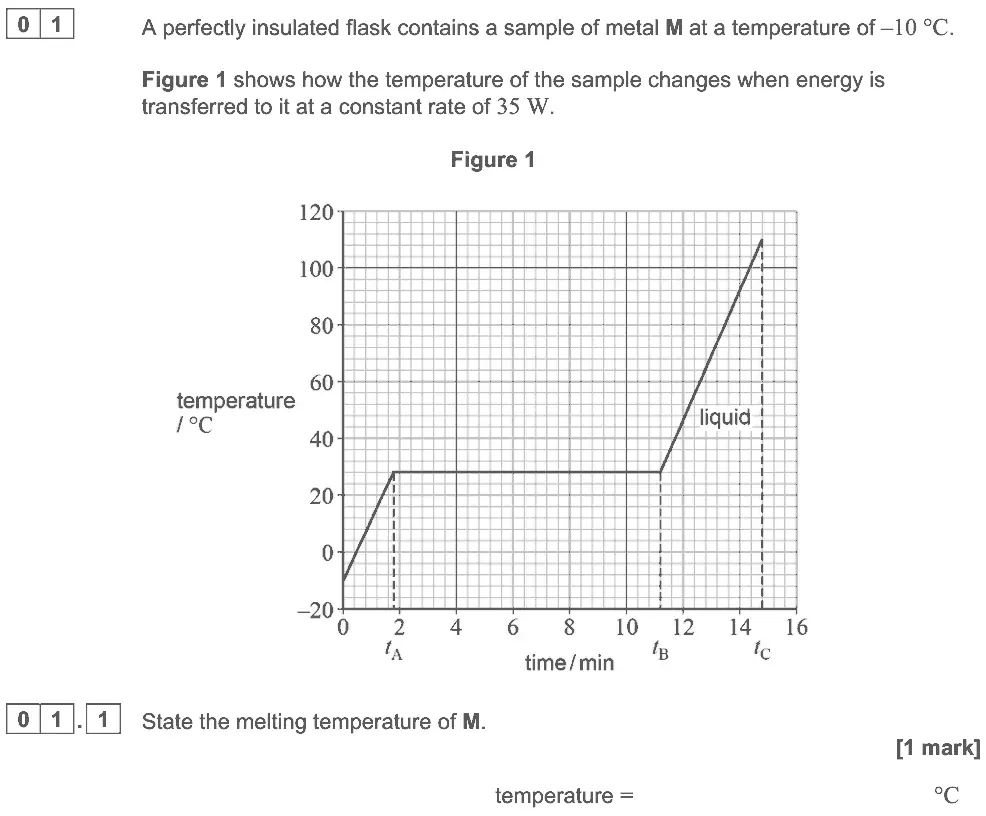 0 1 A perfectly insulated flask contains a sample of metal M at a temperature of –10 °C.
Figure 1 shows how the temperature of the sample changes when energy is
transferred to it at a constant rate of 35 W.
Figure 1
120
100
80
60
temperature
/ °C
40
20
0
–20
liquid
0 2 4 6 8 10 12 14 16
tA tB tC
time / min
0 1 . 1 State the melting temperature of M.
[1 mark]
temperature = °C